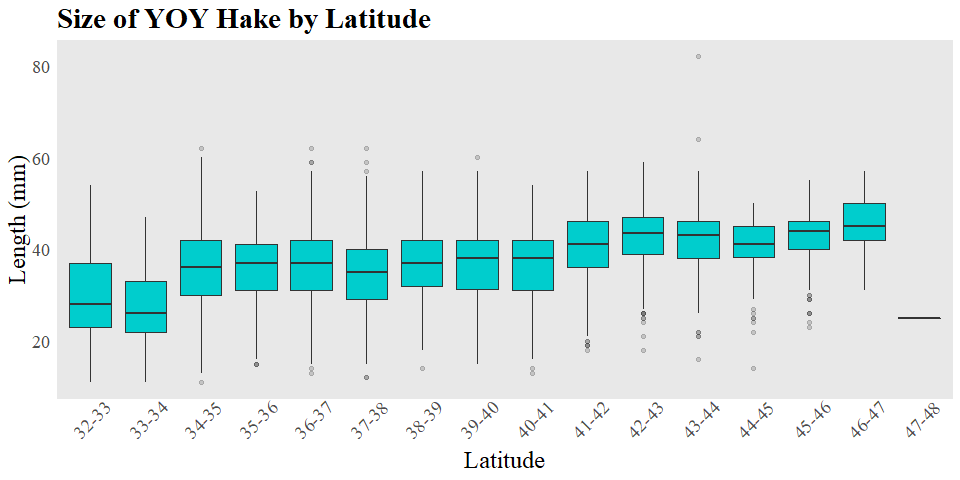 Size of YOY Hake by Latitude
Length (mm)
80
60
40
20
32-33 33-34 34-35 35-36 36-37 37-38 38-39 39-40 40-41 41-42 42-43 43-44 44-45 45-46 46-47 47-48
Latitude